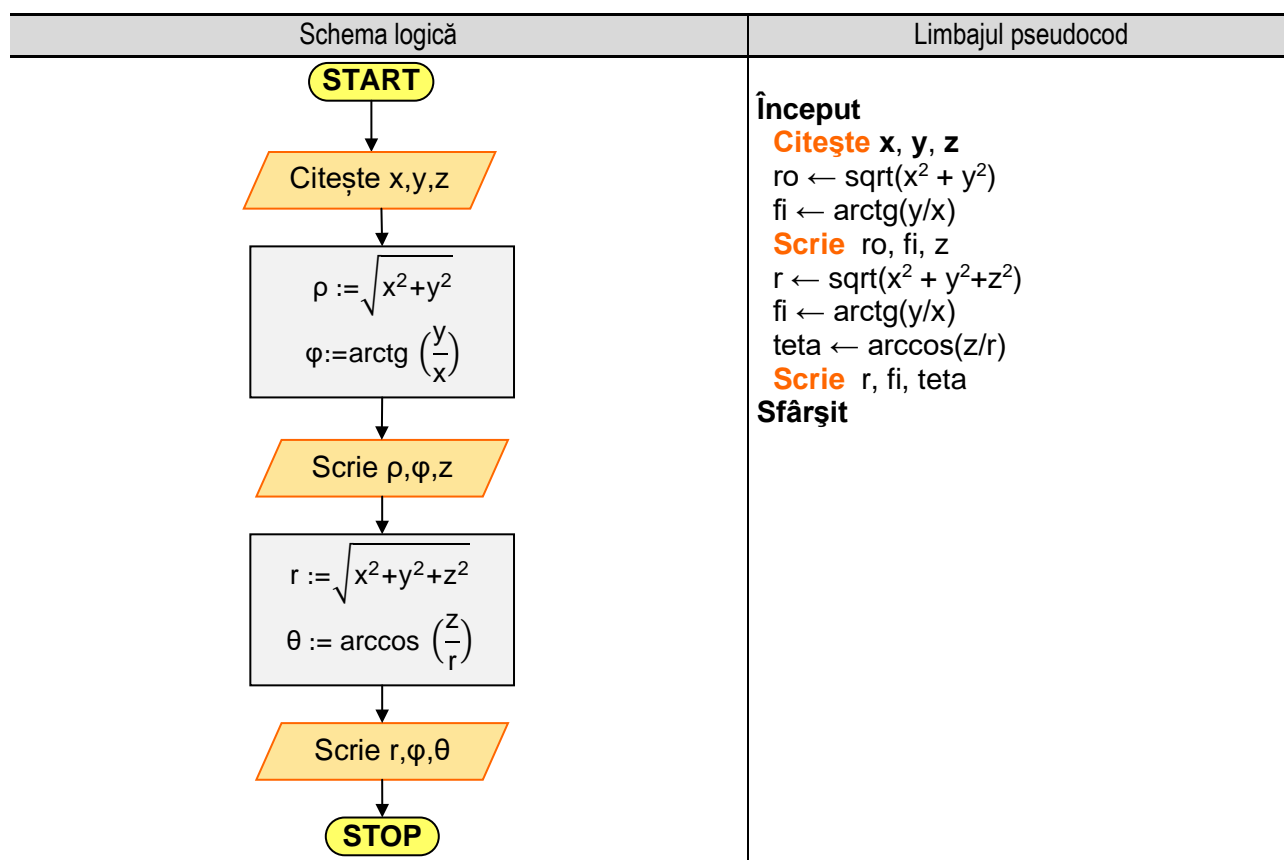 Schema logică
Limbajul pseudocod
START
Citește x,y,z
ρ := √x²+y²
φ:=arctg (y/x)
Scrie ρ,φ,z
r := √x²+y²+z²
θ := arccos (z/r)
Scrie r,φ,θ
STOP
Început
Citeşte x, y, z
ro ← sqrt(x² + y²)
fi ← arctg(y/x)
Scrie ro, fi, z
r ← sqrt(x² + y²+z²)
fi ← arctg(y/x)
teta ← arccos(z/r)
Scrie r, fi, teta
Sfârşit